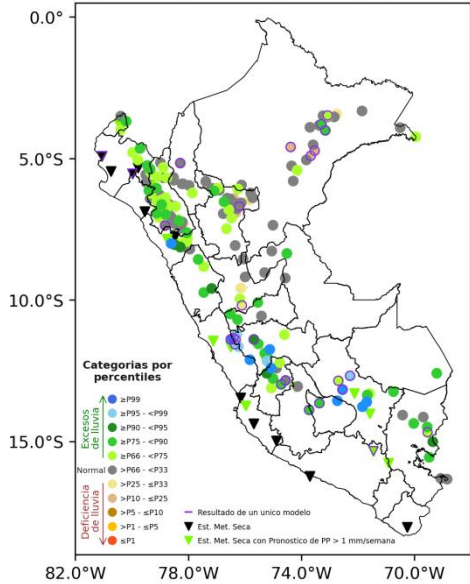 0.0°
5.0°S
10.0°S
15.0°S
82.0°W
78.0°W
74.0°W
70.0°W
Categorias por
percentiles
Excesos
de lluvia
Normal
Deficiencia
de lluvia
≥P99
≥P95 - <P99
≥P90 - <P95
≥P75 - <P90
≥P66 - <P75
>P66 - <P33
>P25 - ≤P33
>P10 - ≤P25
>P5 - ≤P10
>P1 - ≤P5
≤P1
Resultado de un unico modelo
Est. Met. Seca
Est. Met. Seca con Pronostico de PP > 1 mm/semana